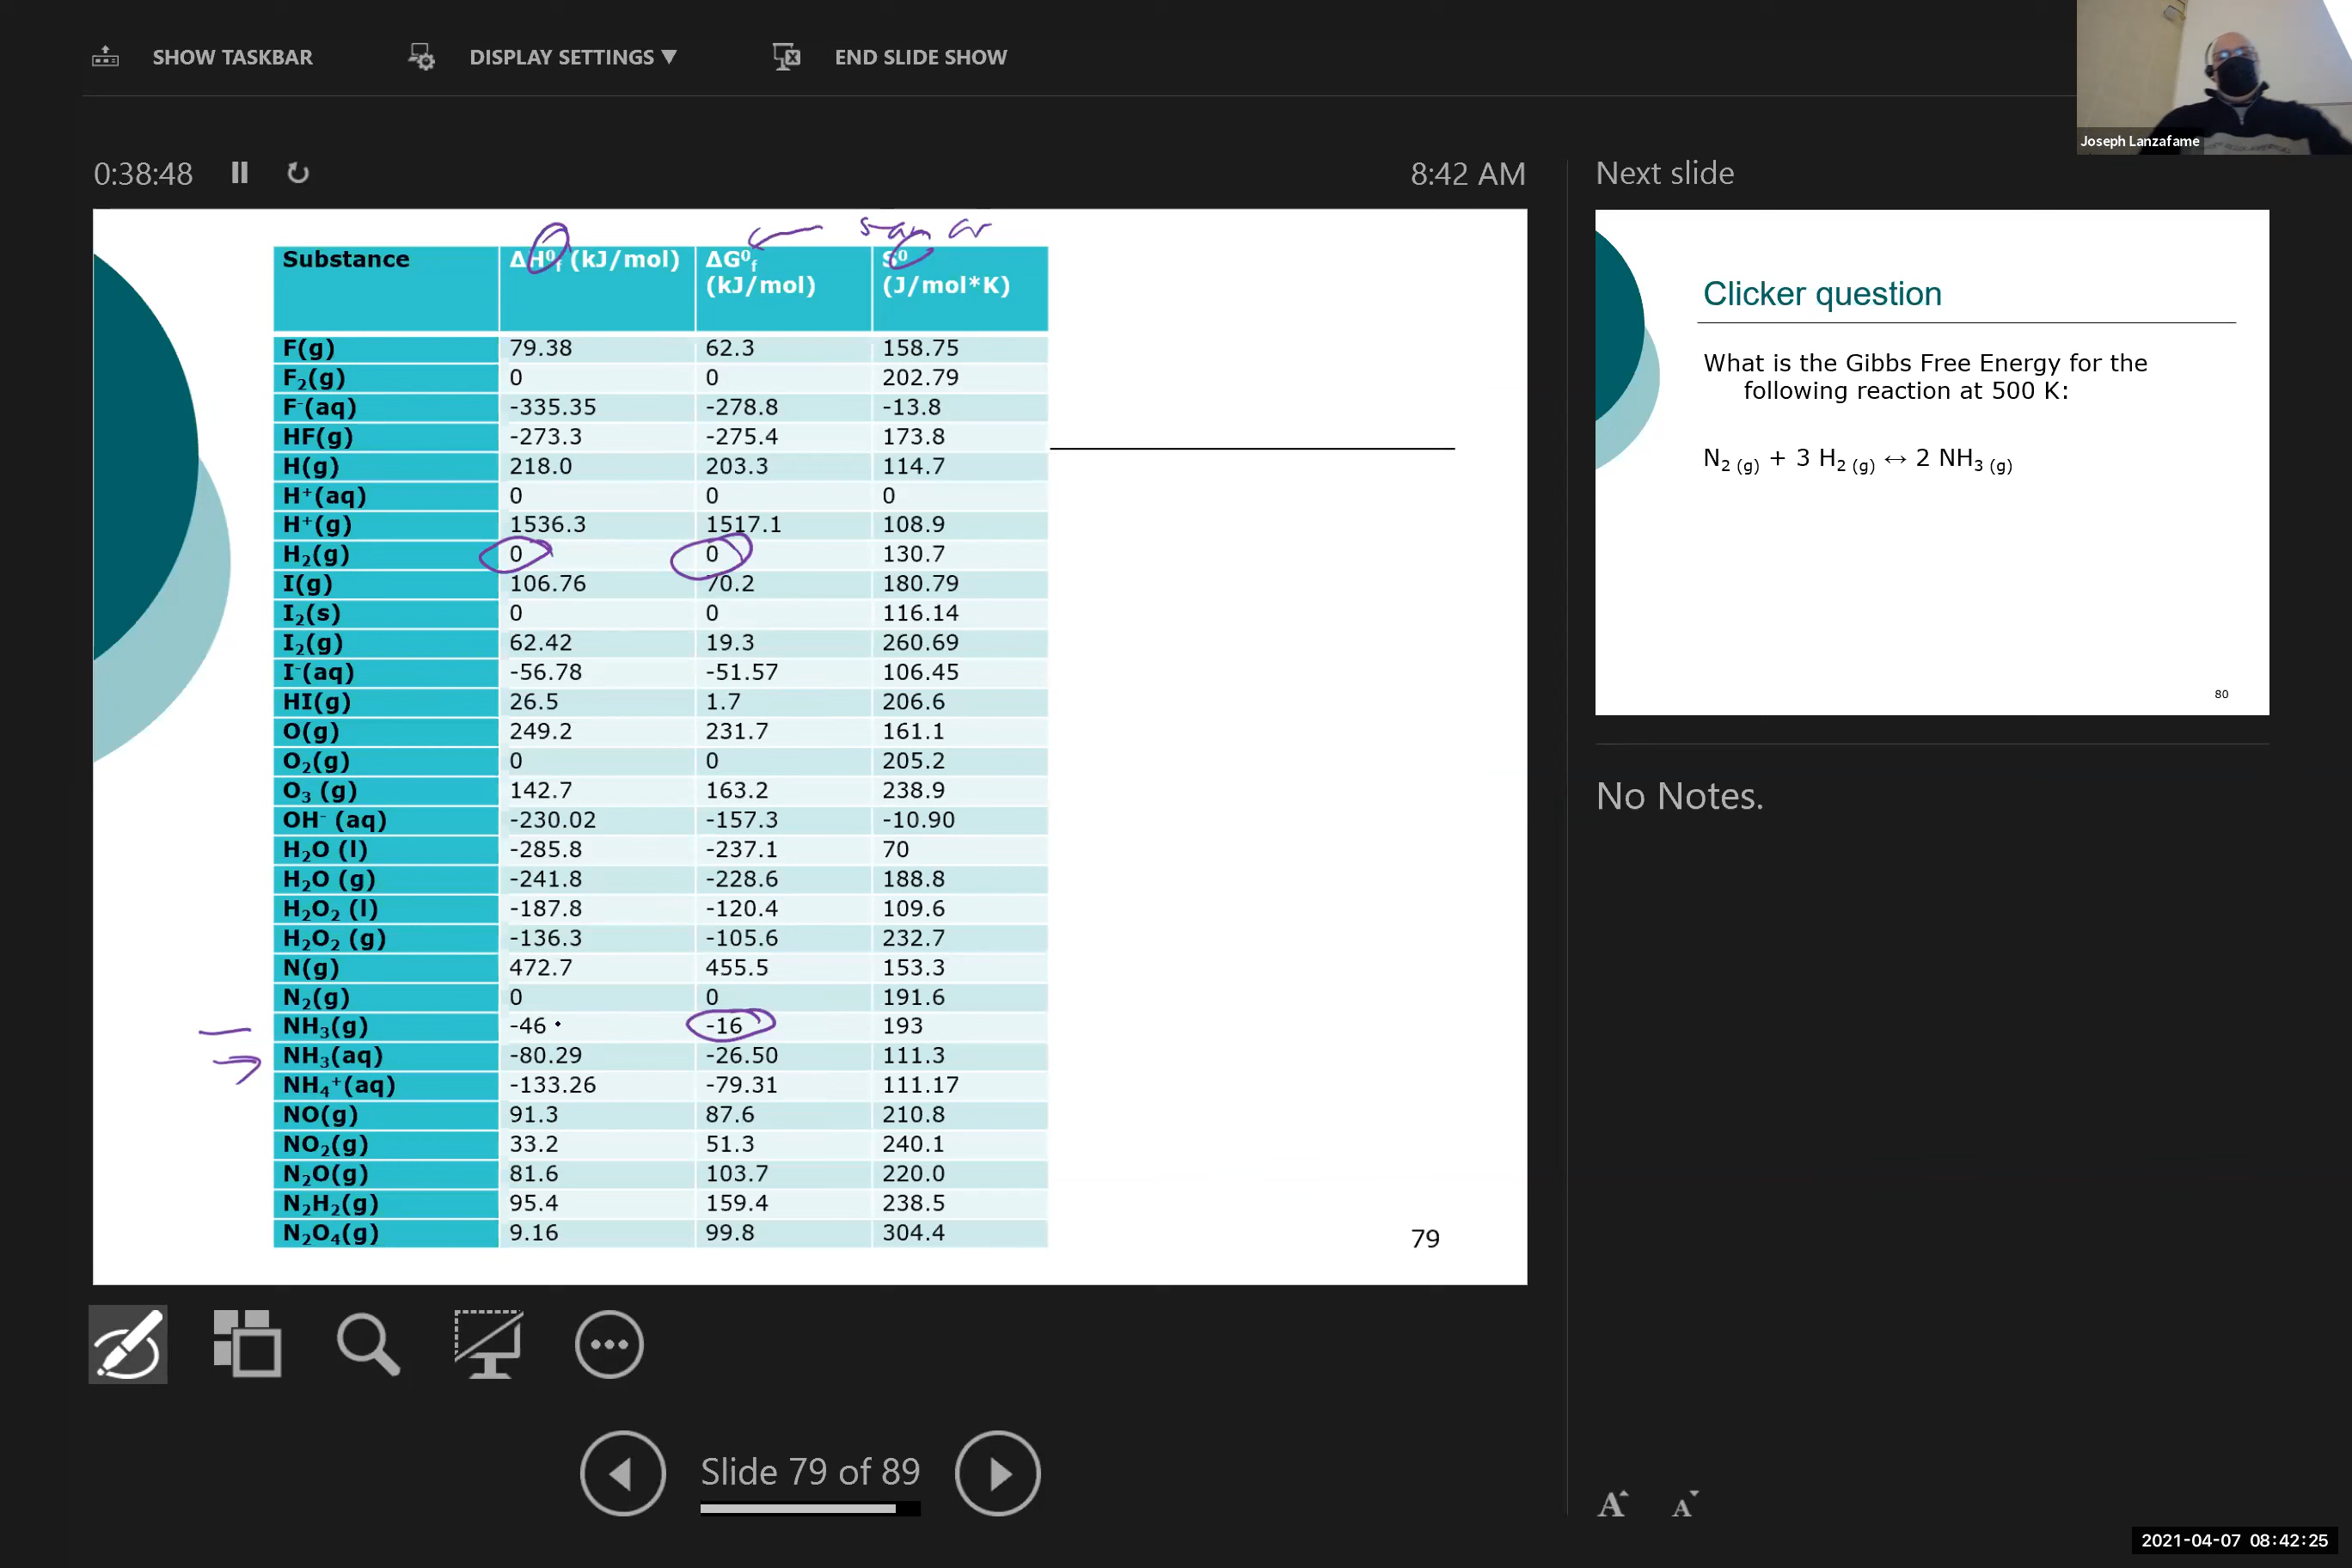 SHOW TASKBAR DISPLAY SETTINGS ▼ END SLIDE SHOW
Joseph Lanzafame
0:38:48 8:42 AM Next slide
Substance ΔH⁰f (kJ/mol) ΔG⁰f (kJ/mol) S⁰ (J/mol*K)
F(g) 79.38 62.3 158.75
F₂(g) 0 0 202.79
F⁻(aq) -335.35 -278.8 -13.8
HF(g) -273.3 -275.4 173.8
H(g) 218.0 203.3 114.7
H⁺(aq) 0 0 0
H⁺(g) 1536.3 1517.1 108.9
H₂(g) 0 0 130.7
I(g) 106.76 70.2 180.79
I₂(s) 0 0 116.14
I₂(g) 62.42 19.3 260.69
I⁻(aq) -56.78 -51.57 106.45
HI(g) 26.5 1.7 206.6
O(g) 249.2 231.7 161.1
O₂(g) 0 0 205.2
O₃ (g) 142.7 163.2 238.9
OH⁻ (aq) -230.02 -157.3 -10.90
H₂O (l) -285.8 -237.1 70
H₂O (g) -241.8 -228.6 188.8
H₂O₂ (l) -187.8 -120.4 109.6
H₂O₂ (g) -136.3 -105.6 232.7
N(g) 472.7 455.5 153.3
N₂(g) 0 0 191.6
NH₃(g) -46 -16 193
NH₃(aq) -80.29 -26.50 111.3
NH₄⁺(aq) -133.26 -79.31 111.17
NO(g) 91.3 87.6 210.8
NO₂(g) 33.2 51.3 240.1
N₂O(g) 81.6 103.7 220.0
N₂H₂(g) 95.4 159.4 238.5
N₂O₄(g) 9.16 99.8 304.4
79
Clicker question
What is the Gibbs Free Energy for the
following reaction at 500 K:
N₂ (g) + 3 H₂ (g) ↔ 2 NH₃ (g)
80
No Notes.
Slide 79 of 89
A A
2021-04-07 08:42:25